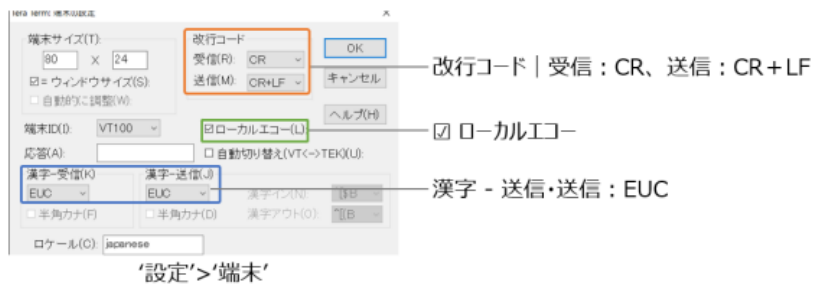 Tera Term: 端末の設定
端末サイズ(T):
80 X 24
☑= ウィンドウサイズ(S):
□ 自動的に調整(W):
改行コード
受信(R): CR
送信(M): CR+LF
OK
キャンセル
ヘルプ(H)
端末ID(I): VT100
☑ローカルエコー(L)
応答(A):
□ 自動切り替え(VT<->TEK)(U):
漢字-受信(K)
EUC
□ 半角カナ(F)
漢字-送信(J)
EUC
□ 半角カナ(D)
漢字イン(N):
漢字アウト(O):
ロケール(C): japanese
改行コード｜受信：CR、送信：CR＋LF
☑ ローカルエコー
漢字 - 送信・送信：EUC
‘設定’>‘端末’